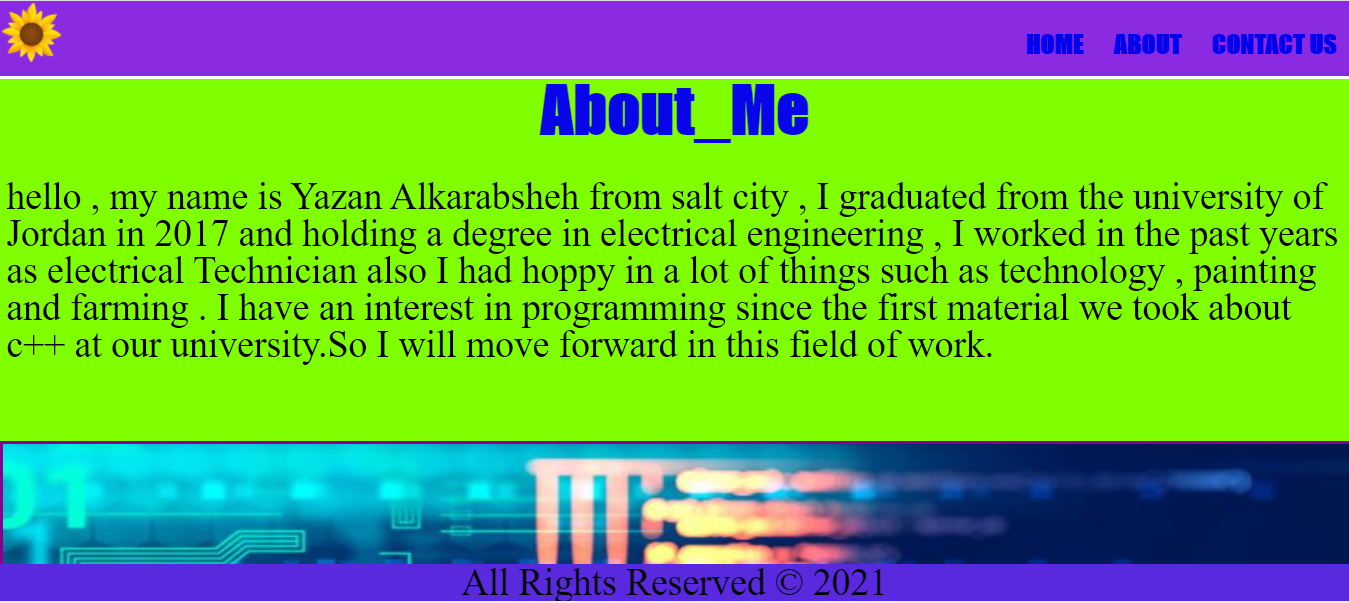 HOME ABOUT CONTACT US
About_Me
hello , my name is Yazan Alkarabsheh from salt city , I graduated from the university of
Jordan in 2017 and holding a degree in electrical engineering , I worked in the past years
as electrical Technician also I had hoppy in a lot of things such as technology , painting
and farming . I have an interest in programming since the first material we took about
c++ at our university.So I will move forward in this field of work.
01
1
All Rights Reserved © 2021